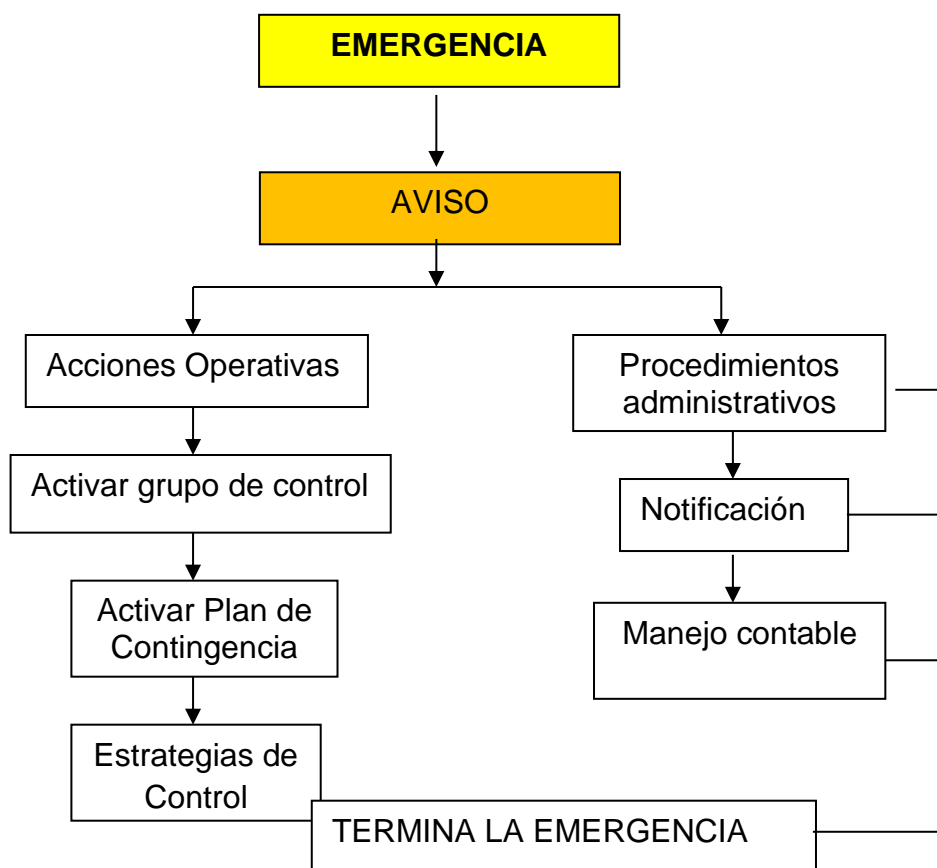 EMERGENCIA
AVISO
Acciones Operativas
Activar grupo de control
Activar Plan de
Contingencia
Estrategias de
Control
Procedimientos
administrativos
Notificación
Manejo contable
TERMINA LA EMERGENCIA